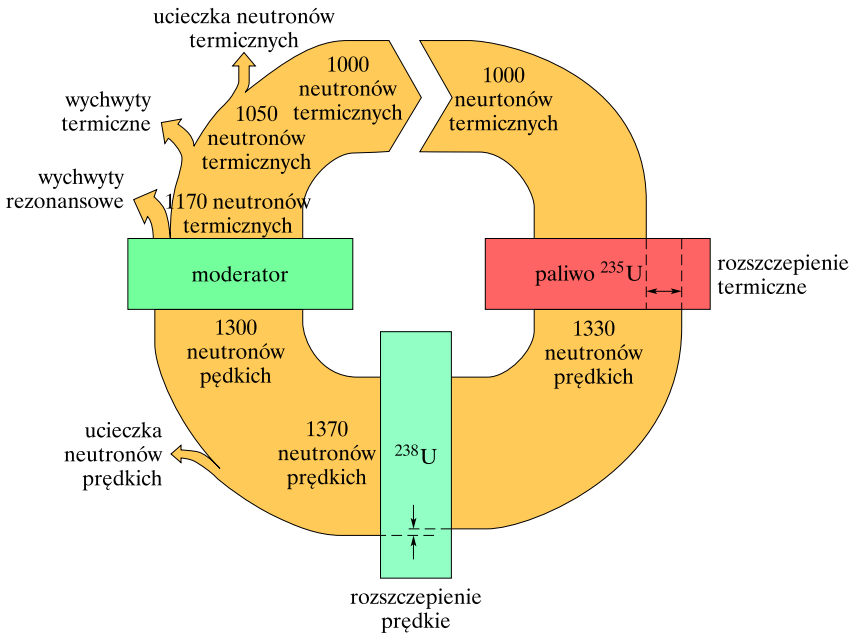 ucieczka neutronów
termicznych
1000
neutronów
termicznych
1000
neurtonów
termicznych
wychwyty
termiczne
1050
neutronów
termicznych
wychwyty
rezonansowe
1170 neutronów
termicznych
moderator
paliwo ²³⁵U
rozszczepienie
termiczne
1300
neutronów
pędkich
1330
neutronów
prędkich
ucieczka
neutronów
prędkich
1370
neutronów
prędkich
²³⁸U
rozszczepienie
prędkie